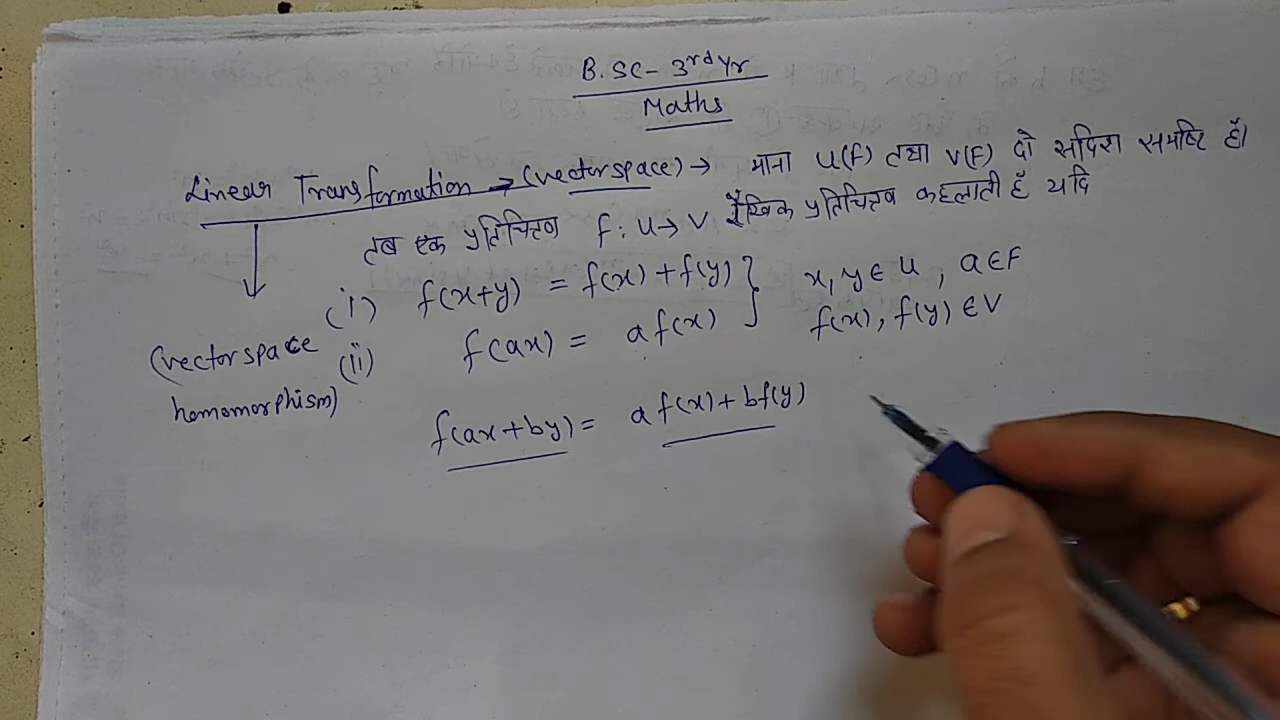 B.SC- 3rd Yr
Maths
Linear Transformation → (vectorspace) → माना U(F) तथा V(F) दो सदिश समष्टि हैं।
तब एक प्रतिचित्रण f: U → V रैखिक प्रतिचित्रण कहलाती है यदि
(i) f(x+y) = f(x) + f(y) } x, y ∈ U , a ∈ F
(ii) f(ax) = a f(x) f(x), f(y) ∈ V
(vectorspace
homomorphism)
f(ax + by) = a f(x) + b f(y)